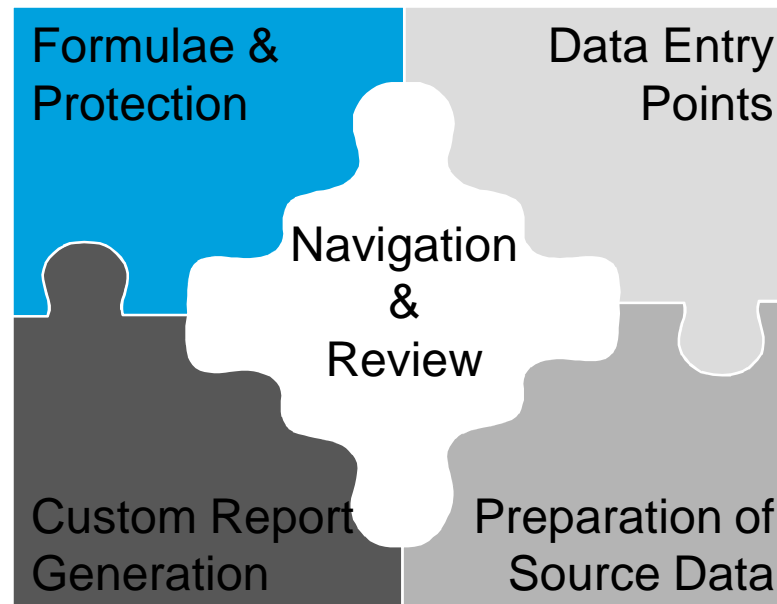 Formulae &
Protection
Data Entry
Points
Navigation
&
Review
Custom Report
Generation
Preparation of
Source Data